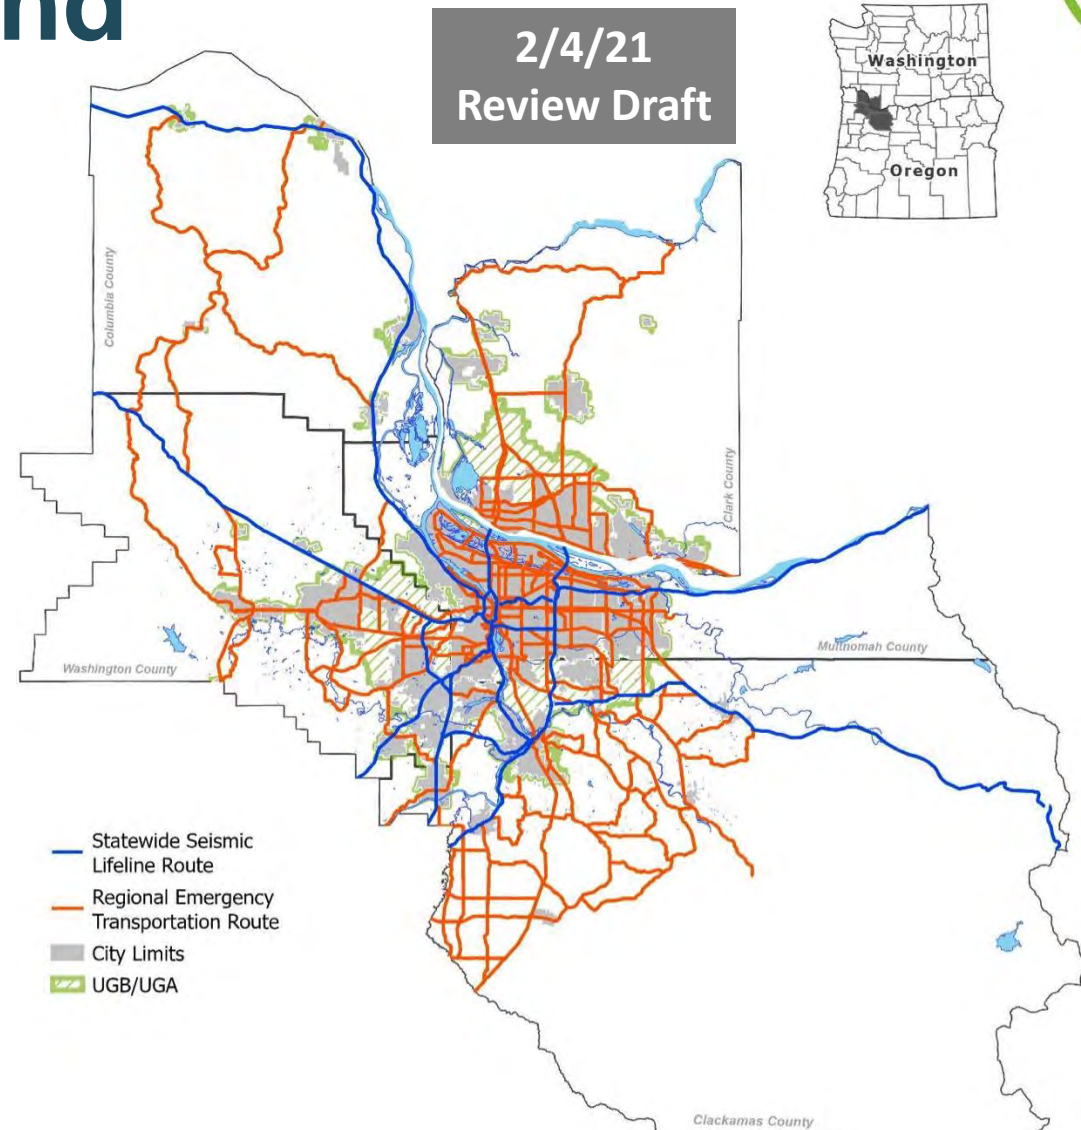 nd
2/4/21
Review Draft
Washington
Oregon
Columbia County
Clark County
Multnomah County
Washington County
Statewide Seismic
Lifeline Route
Regional Emergency
Transportation Route
City Limits
UGB/UGA
Clackamas County